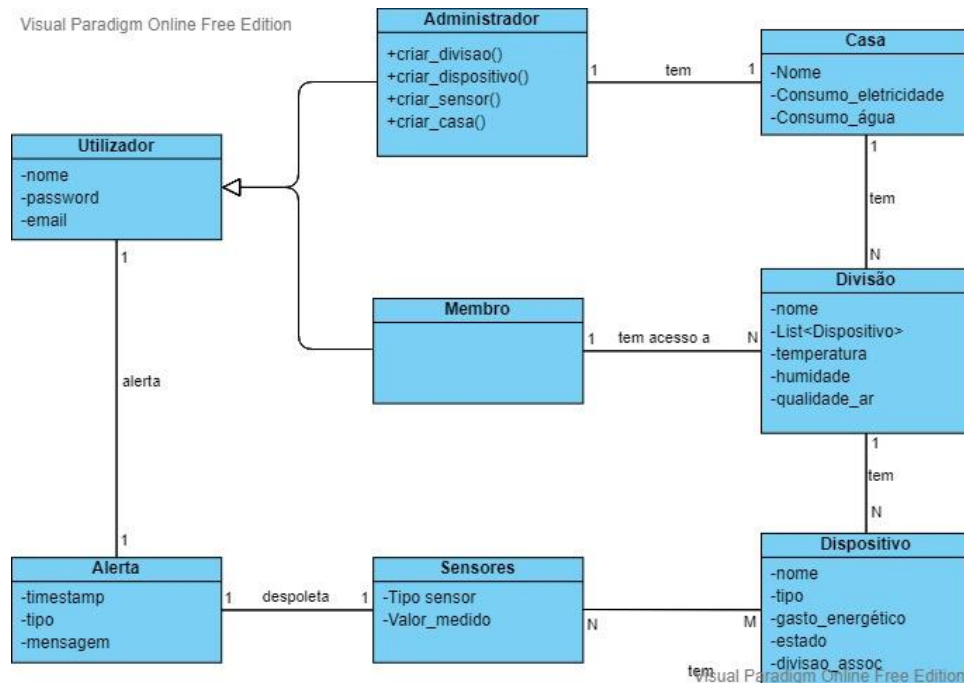 Visual Paradigm Online Free Edition
Administrador
+criar_divisao()
+criar_dispositivo()
+criar_sensor()
+criar_casa()
1
tem
1
Casa
-Nome
-Consumo_eletricidade
-Consumo_água
Utilizador
-nome
-password
-email
1
tem
N
1
alerta
1
Membro
1
tem acesso a
N
Divisão
-nome
-List<Dispositivo>
-temperatura
-humidade
-qualidade_ar
1
tem
N
Alerta
-timestamp
-tipo
-mensagem
1
despoleta
1
Sensores
-Tipo sensor
-Valor_medido
N
M
tem
Dispositivo
-nome
-tipo
-gasto_energético
-estado
-divisao_assoc
Visual Paradigm Online Free Edition